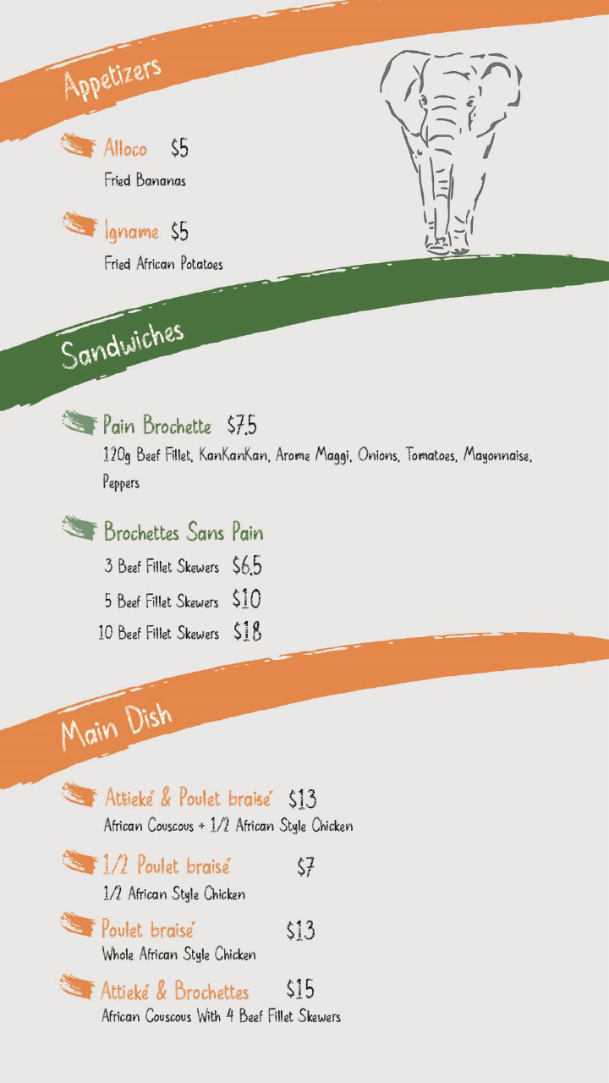 Appetizers
Alloco $5
Fried Bananas
Igname $5
Fried African Potatoes
Sandwiches
Pain Brochette $7.5
120g Beef Fillet, KanKanKan, Arome Maggi, Onions, Tomatoes, Mayonnaise,
Peppers
Brochettes Sans Pain
3 Beef Fillet Skewers $6.5
5 Beef Fillet Skewers $10
10 Beef Fillet Skewers $18
Main Dish
Attieké & Poulet braisé $13
African Couscous + 1/2 African Style Chicken
1/2 Poulet braisé $7
1/2 African Style Chicken
Poulet braisé $13
Whole African Style Chicken
Attieké & Brochettes $15
African Couscous With 4 Beef Fillet Skewers